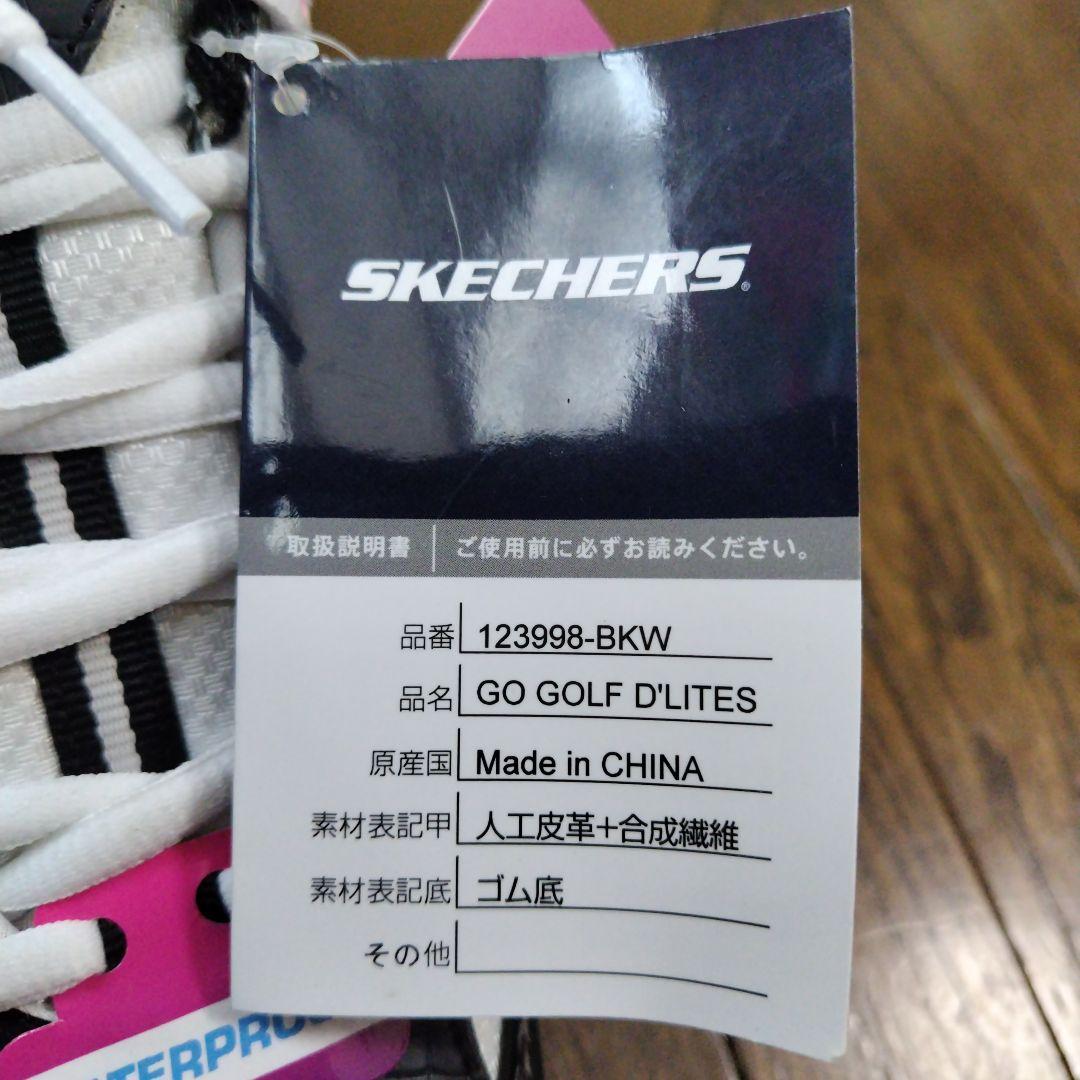 SKECHERS®
取扱説明書 ご使用前に必ずお読みください。
品番 123998-BKW
品名 GO GOLF D'LITES
原産国 Made in CHINA
素材表記甲 人工皮革+合成繊維
素材表記底 ゴム底
その他